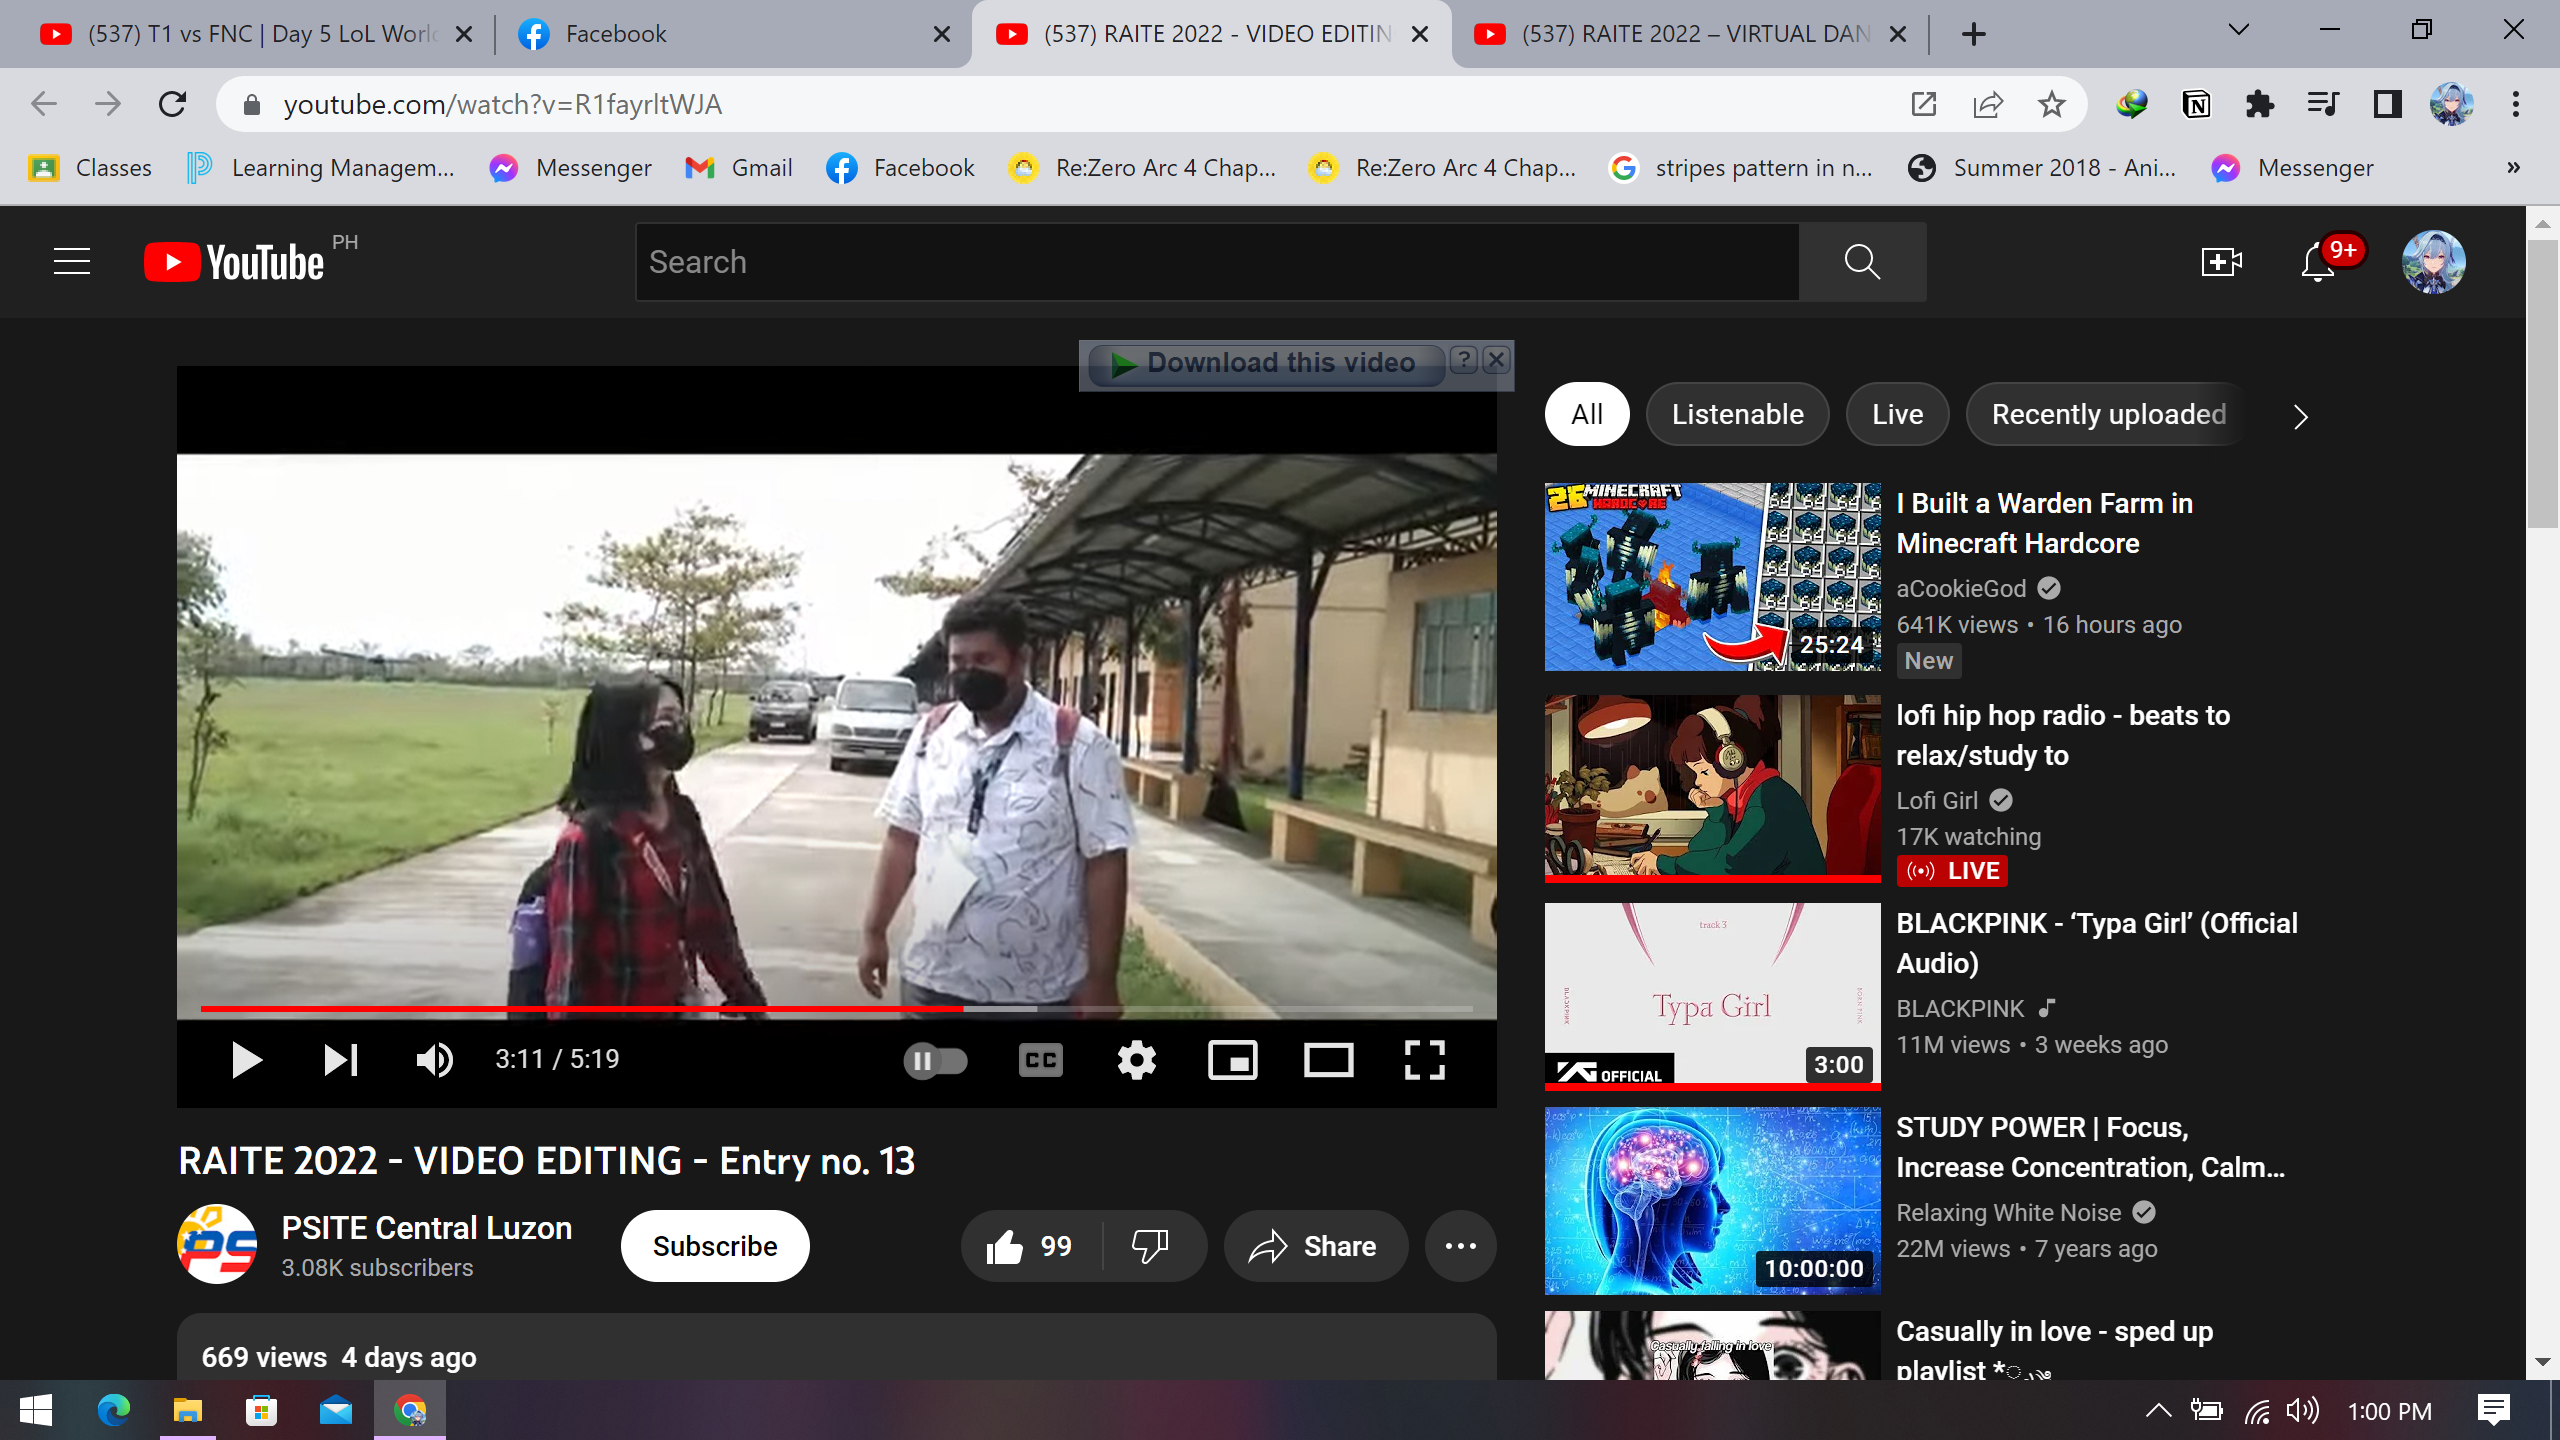 (537) T1 vs FNC | Day 5 LoL Worl
Facebook
(537) RAITE 2022 - VIDEO EDITIN
(537) RAITE 2022 – VIRTUAL DAN
youtube.com/watch?v=R1fayrltWJA
Classes
Learning Managem...
Messenger
Gmail
Facebook
Re:Zero Arc 4 Chap...
Re:Zero Arc 4 Chap...
stripes pattern in n...
Summer 2018 - Ani...
Messenger
»
YouTube PH
Search
9+
Download this video ?
All
Listenable
Live
Recently uploaded
26 MINECRAFT
HARDCORE
25:24
I Built a Warden Farm in
Minecraft Hardcore
aCookieGod
641K views • 16 hours ago
New
lofi hip hop radio - beats to
relax/study to
Lofi Girl
17K watching
LIVE
track 3
Typa Girl
BLACKPINK
BORN PINK
YG OFFICIAL
3:00
BLACKPINK - ‘Typa Girl’ (Official
Audio)
BLACKPINK
11M views • 3 weeks ago
10:00:00
STUDY POWER | Focus,
Increase Concentration, Calm...
Relaxing White Noise
22M views • 7 years ago
Casually falling in love
Casually in love - sped up
playlist *
3:11 / 5:19
CC
RAITE 2022 - VIDEO EDITING - Entry no. 13
PS
PSITE Central Luzon
3.08K subscribers
Subscribe
99
Share
669 views 4 days ago
1:00 PM